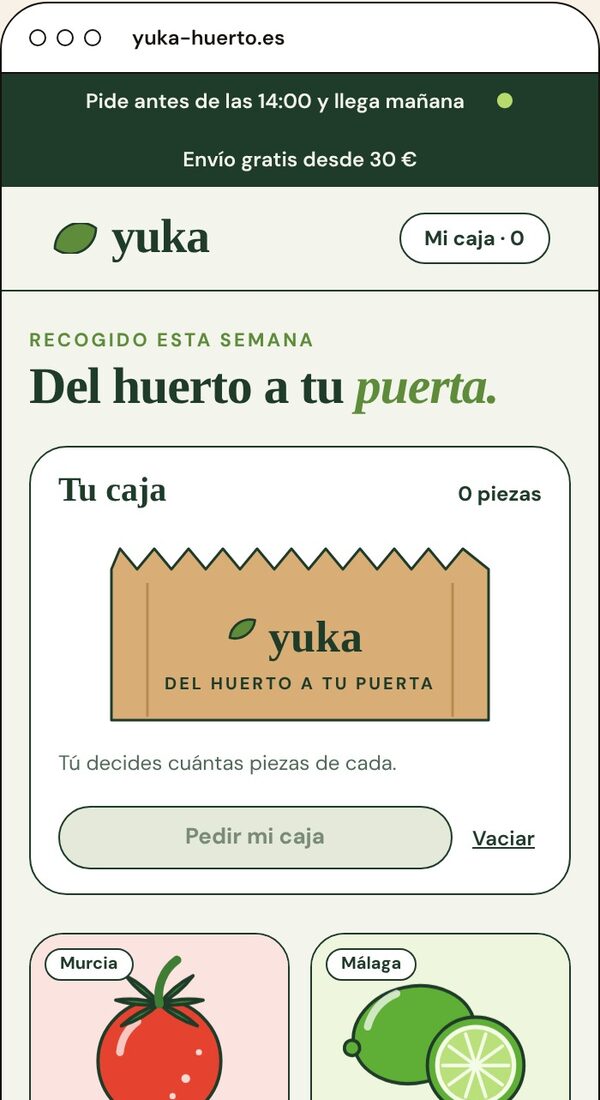 yuka-huerto.es
Pide antes de las 14:00 y llega mañana
Envío gratis desde 30 €
yuka
Mi caja · 0
RECOGIDO ESTA SEMANA
Del huerto a tu puerta.
Tu caja
0 piezas
yuka
DEL HUERTO A TU PUERTA
Tú decides cuántas piezas de cada.
Pedir mi caja
Vaciar
Murcia
Málaga